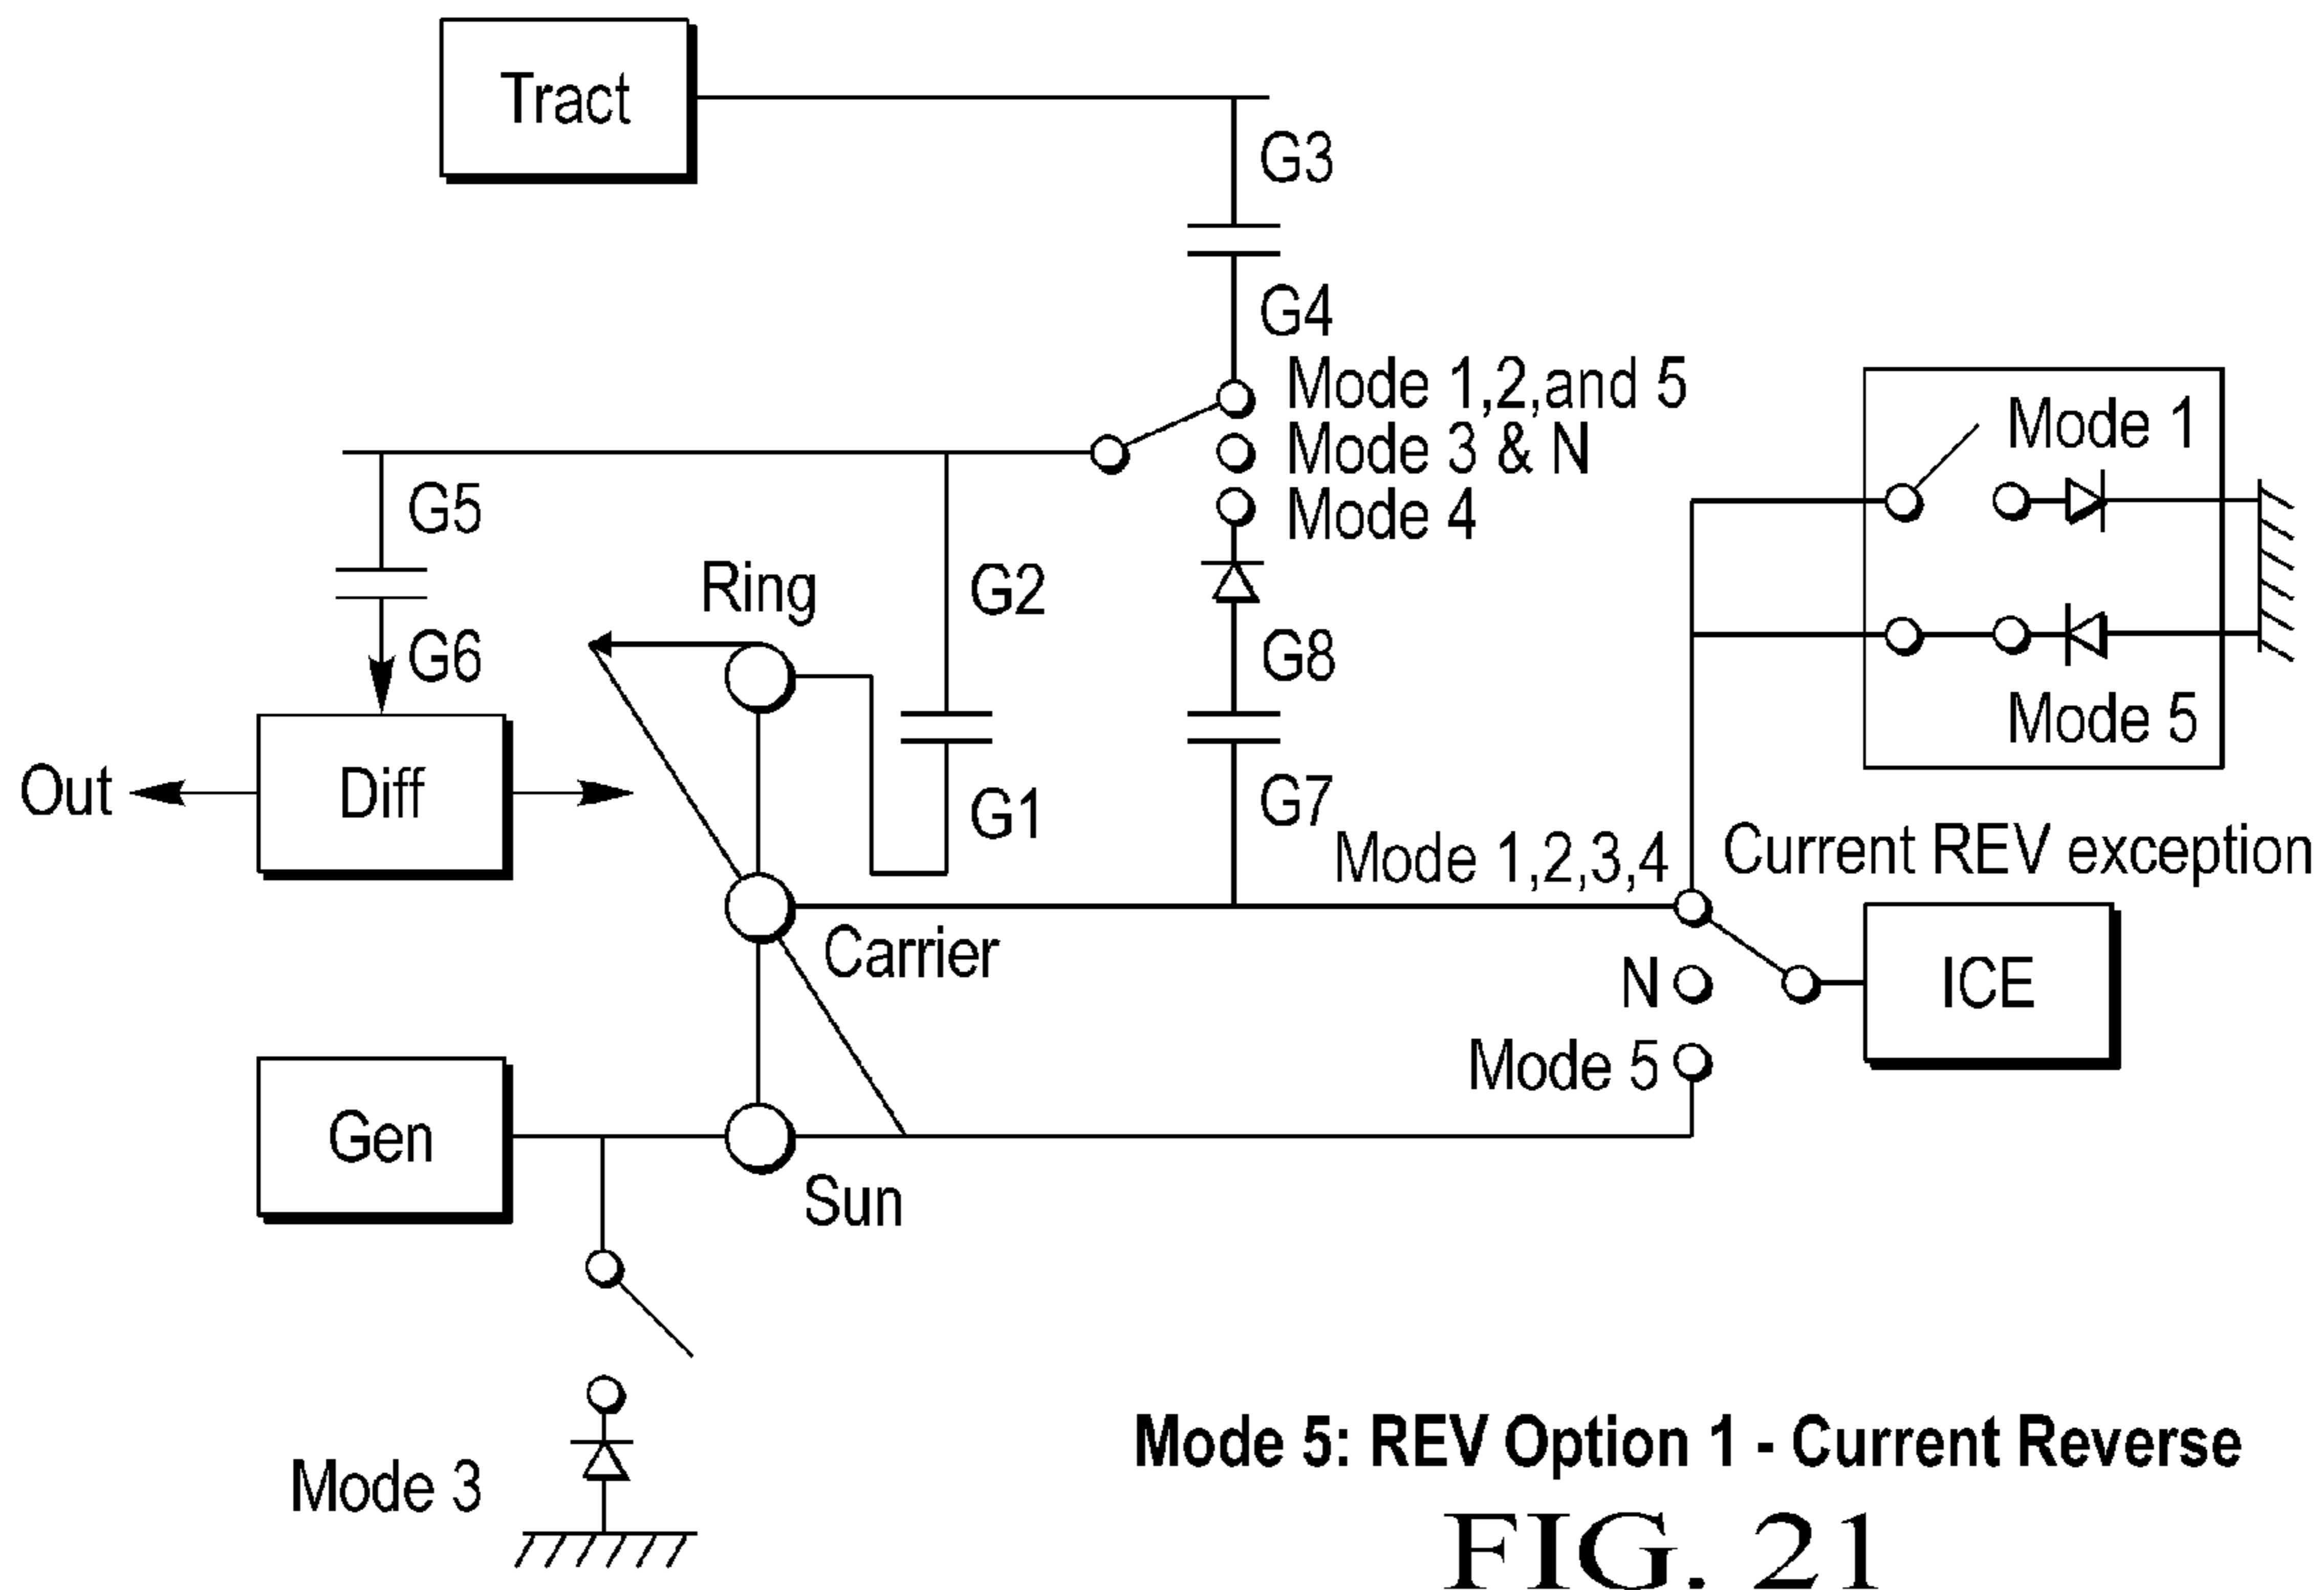 Tract
G3
G4
Mode 1,2,and 5
Mode 3 & N
Mode 4
Mode 1
G5
G2
Ring
G6
G8
Mode 5
Out
Diff
G1
G7
Mode 1,2,3,4
Current REV exception
Carrier
N
ICE
Mode 5
Gen
Sun
Mode 3
Mode 5: REV Option 1 - Current Reverse
FIG. 21